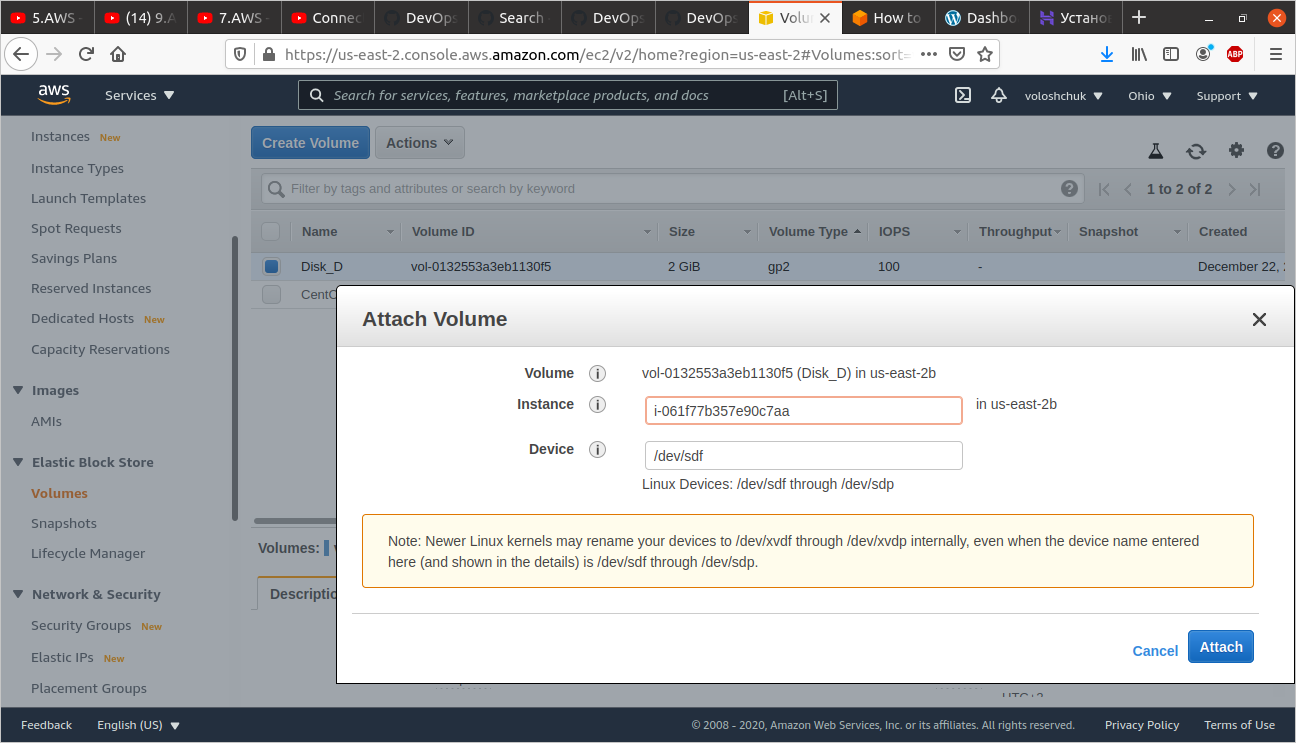 5.AWS
(14) 9.A
7.AWS
Connec
DevOps
Search
DevOps
DevOps
Volu
How to
Dashbo
Установ
https://us-east-2.console.aws.amazon.com/ec2/v2/home?region=us-east-2#Volumes:sort=
ABP
aws
Services
Search for services, features, marketplace products, and docs
[Alt+S]
voloshchuk
Ohio
Support
Instances New
Instance Types
Launch Templates
Spot Requests
Savings Plans
Reserved Instances
Dedicated Hosts New
Capacity Reservations
Images
AMIs
Elastic Block Store
Volumes
Snapshots
Lifecycle Manager
Network & Security
Security Groups New
Elastic IPs New
Placement Groups
Create Volume
Actions
Filter by tags and attributes or search by keyword
1 to 2 of 2
Name Volume ID Size Volume Type IOPS Throughput Snapshot Created
Disk_D vol-0132553a3eb1130f5 2 GiB gp2 100 - December 22,
CentO
Volumes:
Descriptio
Attach Volume
Volume vol-0132553a3eb1130f5 (Disk_D) in us-east-2b
Instance i-061f77b357e90c7aa in us-east-2b
Device /dev/sdf
Linux Devices: /dev/sdf through /dev/sdp
Note: Newer Linux kernels may rename your devices to /dev/xvdf through /dev/xvdp internally, even when the device name entered
here (and shown in the details) is /dev/sdf through /dev/sdp.
Cancel
Attach
Feedback
English (US)
© 2008 - 2020, Amazon Web Services, Inc. or its affiliates. All rights reserved.
Privacy Policy
Terms of Use